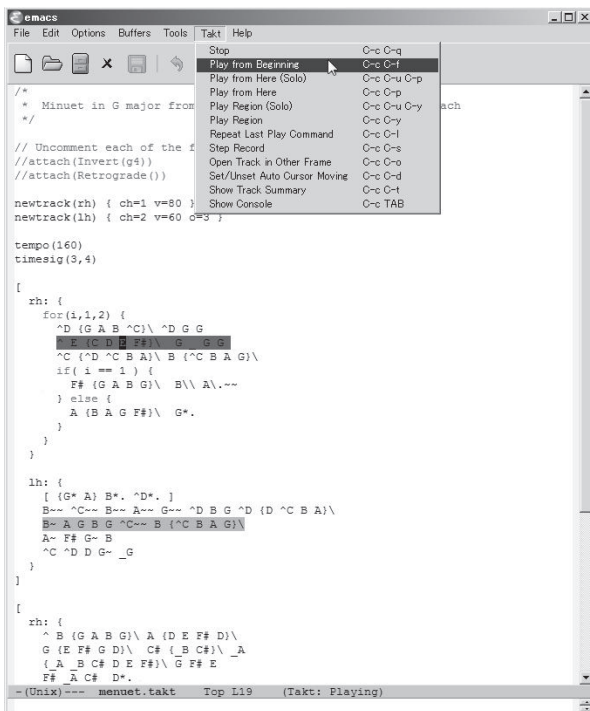 emacs
File Edit Options Buffers Tools Takt Help
Stop C-c C-q
Play from Beginning C-c C-f
Play from Here (Solo) C-c C-u C-p
Play from Here C-c C-p
Play Region (Solo) C-c C-u C-y
Play Region C-c C-y
Repeat Last Play Command C-c C-l
Step Record C-c C-s
Open Track in Other Frame C-c C-o
Set/Unset Auto Cursor Moving C-c C-d
Show Track Summary C-c C-t
Show Console C-c TAB
/*
 * Minuet in G major from ach
 */
// Uncomment each of the f
//attach(Invert(g4))
//attach(Retrograde())
newtrack(rh) { ch=1 v=80 }
newtrack(lh) { ch=2 v=60 o=3 }
tempo(160)
timesig(3,4)
[
  rh: {
    for(i,1,2) {
      ^D {G A B ^C}\ ^D G G
      ^ E {C D E F#}\ G _ G G
      ^C {^D ^C B A}\ B {^C B A G}\
      if( i == 1 ) {
        F# {G A B G}\ B\\ A\.~~
      } else {
        A {B A G F#}\ G*.
      }
    }
  }
  lh: {
    [ {G* A} B*. ^D*. ]
    B~~ ^C~~ B~~ A~~ G~~ ^D B G ^D {D ^C B A}\
    B~ A G B G ^C~~ B {^C B A G}\
    A~ F# G~ B
    ^C ^D D G~ _G
  }
]
[
  rh: {
    ^ B {G A B G}\ A {D E F# D}\
    G {E F# G D}\ C# {_B C#}\ _A
    {_A _B C# D E F#}\ G F# E
    F# _A C# D*.
-(Unix)--- menuet.takt Top L19 (Takt: Playing)